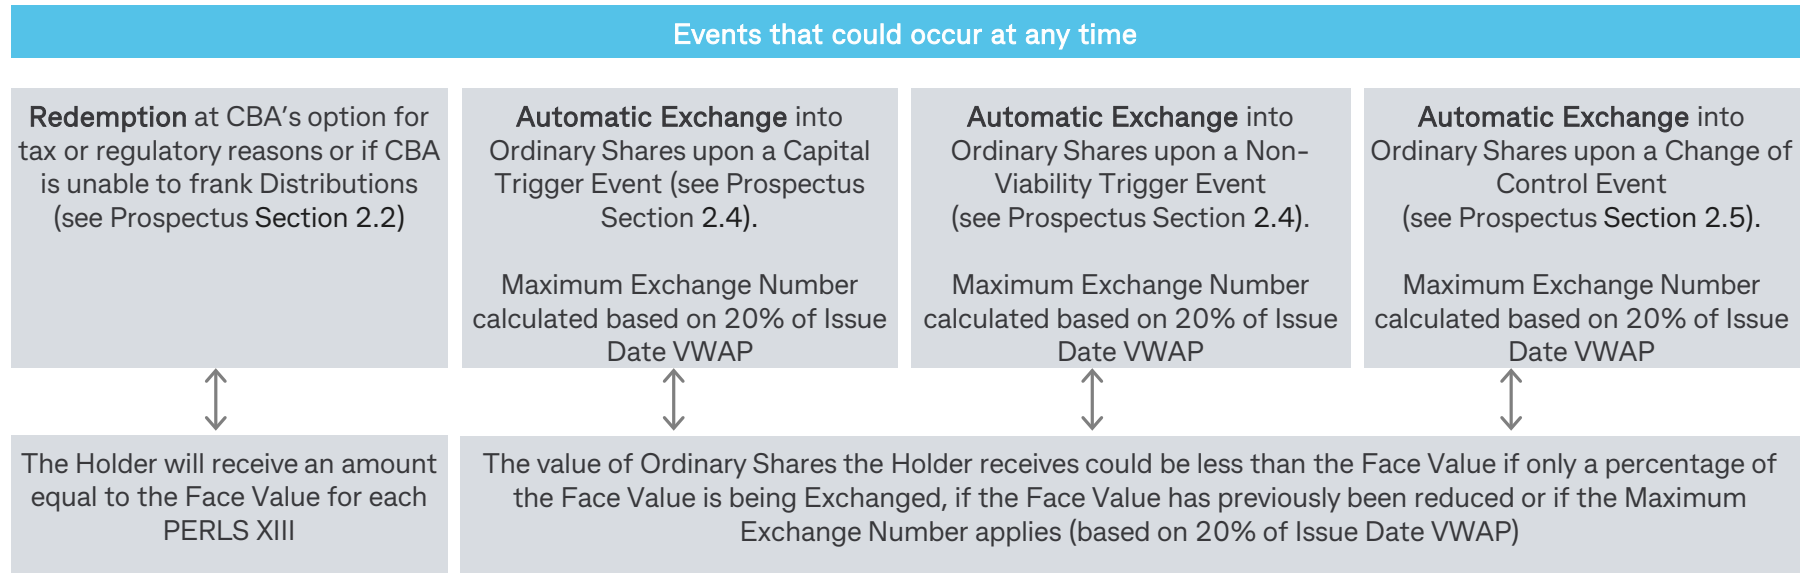 Events that could occur at any time
Redemption at CBA's option for
tax or regulatory reasons or if CBA
is unable to frank Distributions
(see Prospectus Section 2.2)
Automatic Exchange into
Ordinary Shares upon a Capital
Trigger Event (see Prospectus
Section 2.4).
Maximum Exchange Number
calculated based on 20% of Issue
Date VWAP
Automatic Exchange into
Ordinary Shares upon a Non-
Viability Trigger Event
(see Prospectus Section 2.4).
Maximum Exchange Number
calculated based on 20% of Issue
Date VWAP
Automatic Exchange into
Ordinary Shares upon a Change of
Control Event
(see Prospectus Section 2.5).
Maximum Exchange Number
calculated based on 20% of Issue
Date VWAP
The Holder will receive an amount
equal to the Face Value for each
PERLS XIII
The value of Ordinary Shares the Holder receives could be less than the Face Value if only a percentage of
the Face Value is being Exchanged, if the Face Value has previously been reduced or if the Maximum
Exchange Number applies (based on 20% of Issue Date VWAP)